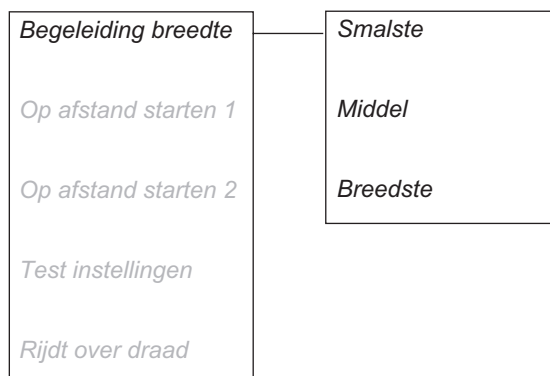 Begeleiding breedte
Op afstand starten 1
Op afstand starten 2
Test instellingen
Rijdt over draad
Smalste
Middel
Breedste